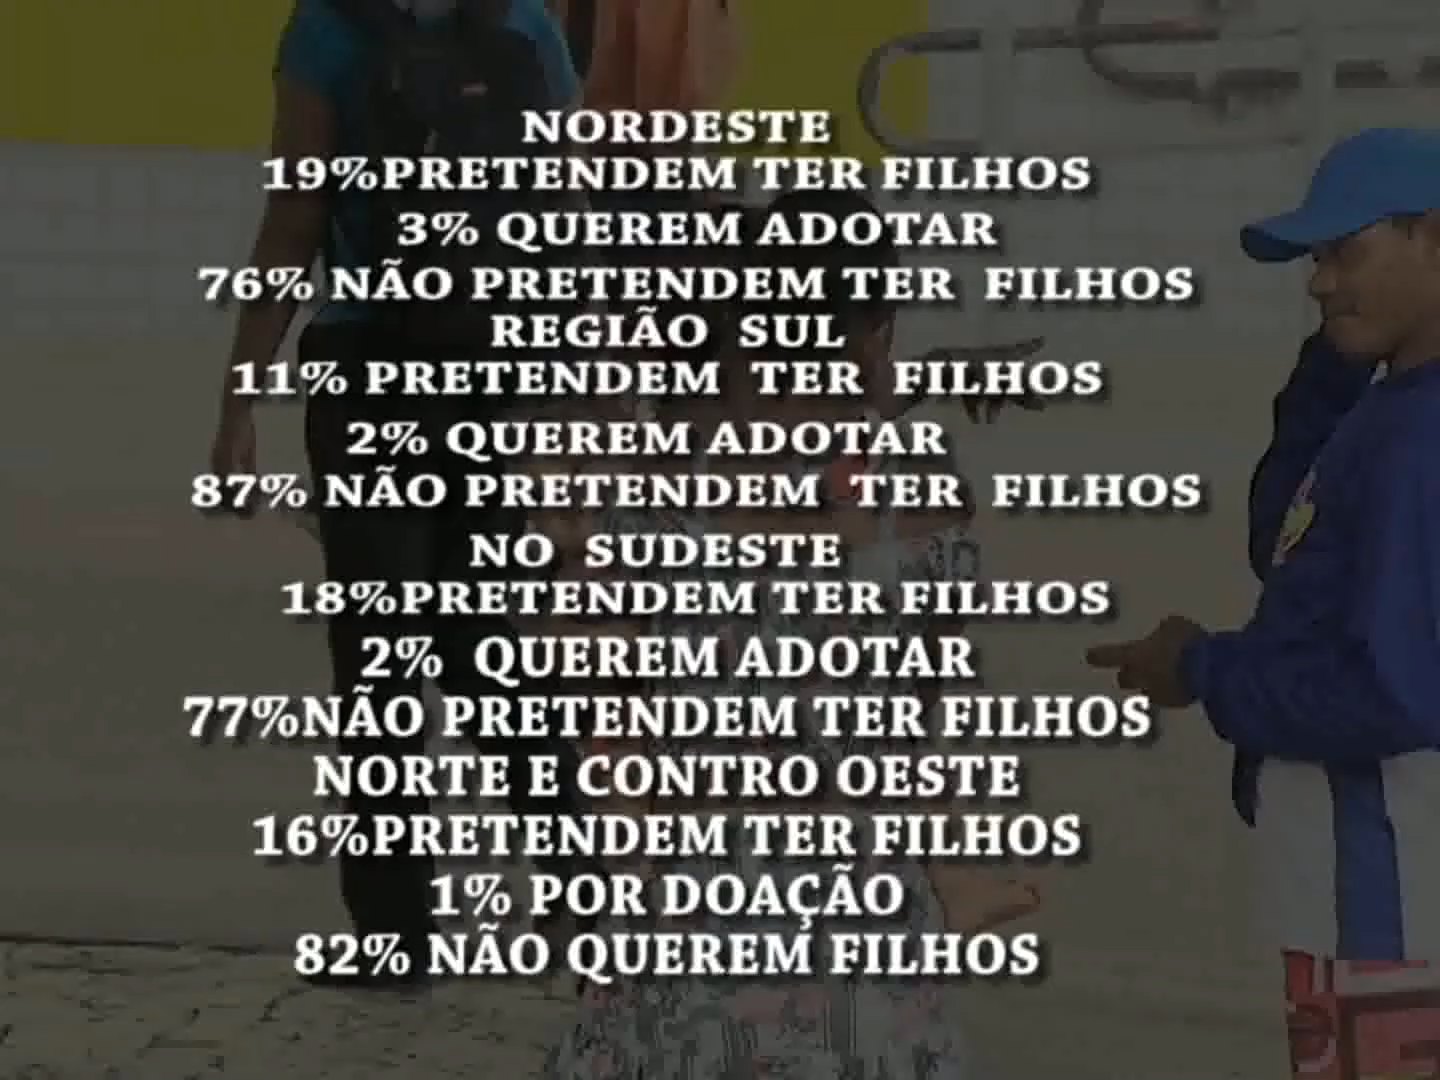 NORDESTE
19%PRETENDEM TER FILHOS
3% QUEREM ADOTAR
76% NÃO PRETENDEM TER FILHOS
REGIÃO SUL
11% PRETENDEM TER FILHOS
2% QUEREM ADOTAR
87% NÃO PRETENDEM TER FILHOS
NO SUDESTE
18%PRETENDEM TER FILHOS
2% QUEREM ADOTAR
77%NÃO PRETENDEM TER FILHOS
NORTE E CONTRO OESTE
16%PRETENDEM TER FILHOS
1% POR DOAÇÃO
82% NÃO QUEREM FILHOS